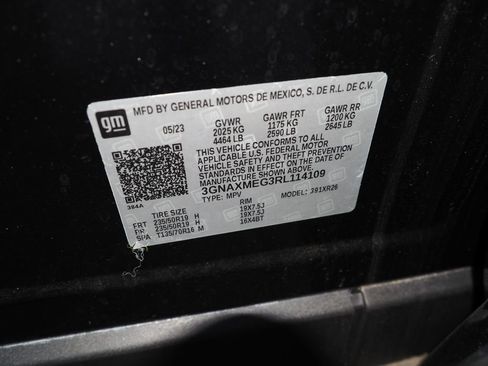 gm
MFD BY GENERAL MOTORS DE MEXICO, S. DE R.L. DE C.V.
05/23 GVWR GAWR FRT GAWR RR
2025 KG 1175 KG 1200 KG
4464 LB 2590 LB 2645 LB
THIS VEHICLE CONFORMS TO ALL
APPLICABLE U.S. FEDERAL MOTOR
VEHICLE SAFETY, BUMPER, AND
THEFT PREVENTION STANDARDS
IN EFFECT ON THE DATE OF
MANUFACTURE SHOWN ABOVE.
3GNAXMEG3RL114109
384A TYPE: MPV MODEL: 391XR26
TIRE SIZE RIM
FRT 235/50R19 H 19X7.5J
RR 235/50R19 H 19X7.5J
SPA T135/70R16 M 16X4BT